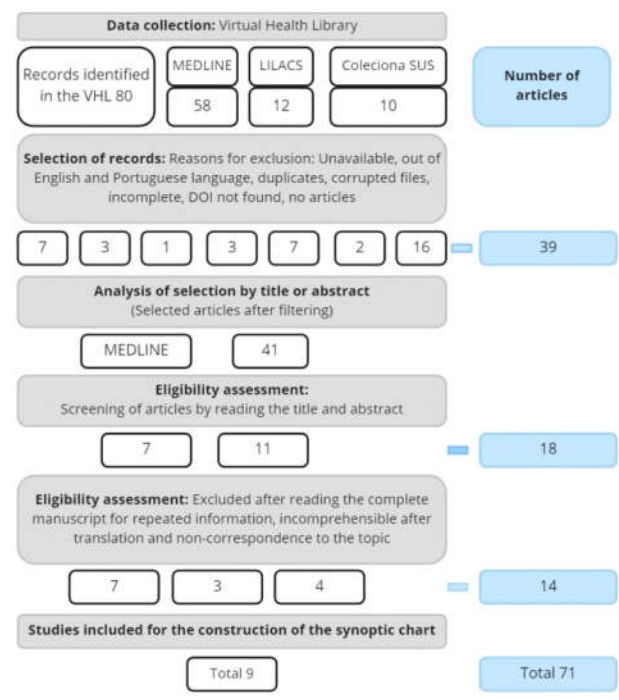 Data collection: Virtual Health Library
Records identified
in the VHL 80
MEDLINE
58
LILACS
12
Coleciona SUS
10
Number of
articles
Selection of records: Reasons for exclusion: Unavailable, out of
English and Portuguese language, duplicates, corrupted files,
incomplete, DOI not found, no articles
7 3 1 3 7 2 16 39
Analysis of selection by title or abstract
(Selected articles after filtering)
MEDLINE 41
Eligibility assessment:
Screening of articles by reading the title and abstract
7 11 18
Eligibility assessment: Excluded after reading the complete
manuscript for repeated information, incomprehensible after
translation and non-correspondence to the topic
7 3 4 14
Studies included for the construction of the synoptic chart
Total 9 Total 71